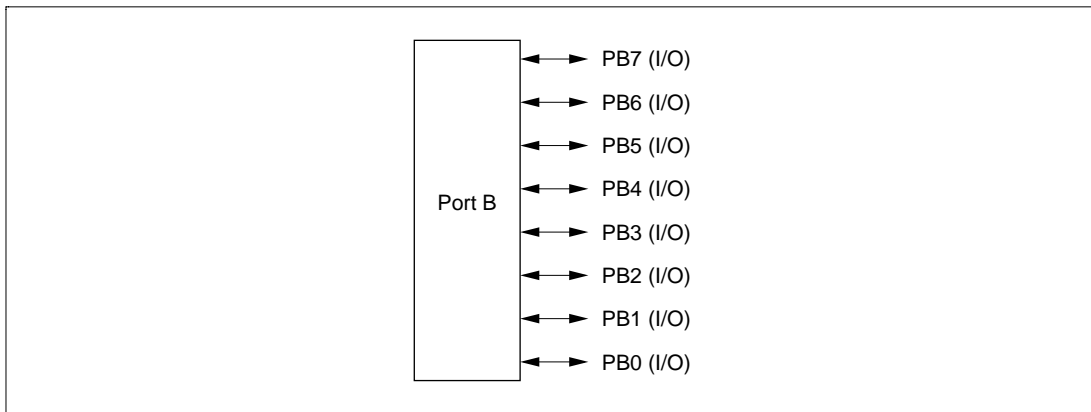 PB7 (I/O)
PB6 (I/O)
PB5 (I/O)
PB4 (I/O)
Port B
PB3 (I/O)
PB2 (I/O)
PB1 (I/O)
PB0 (I/O)